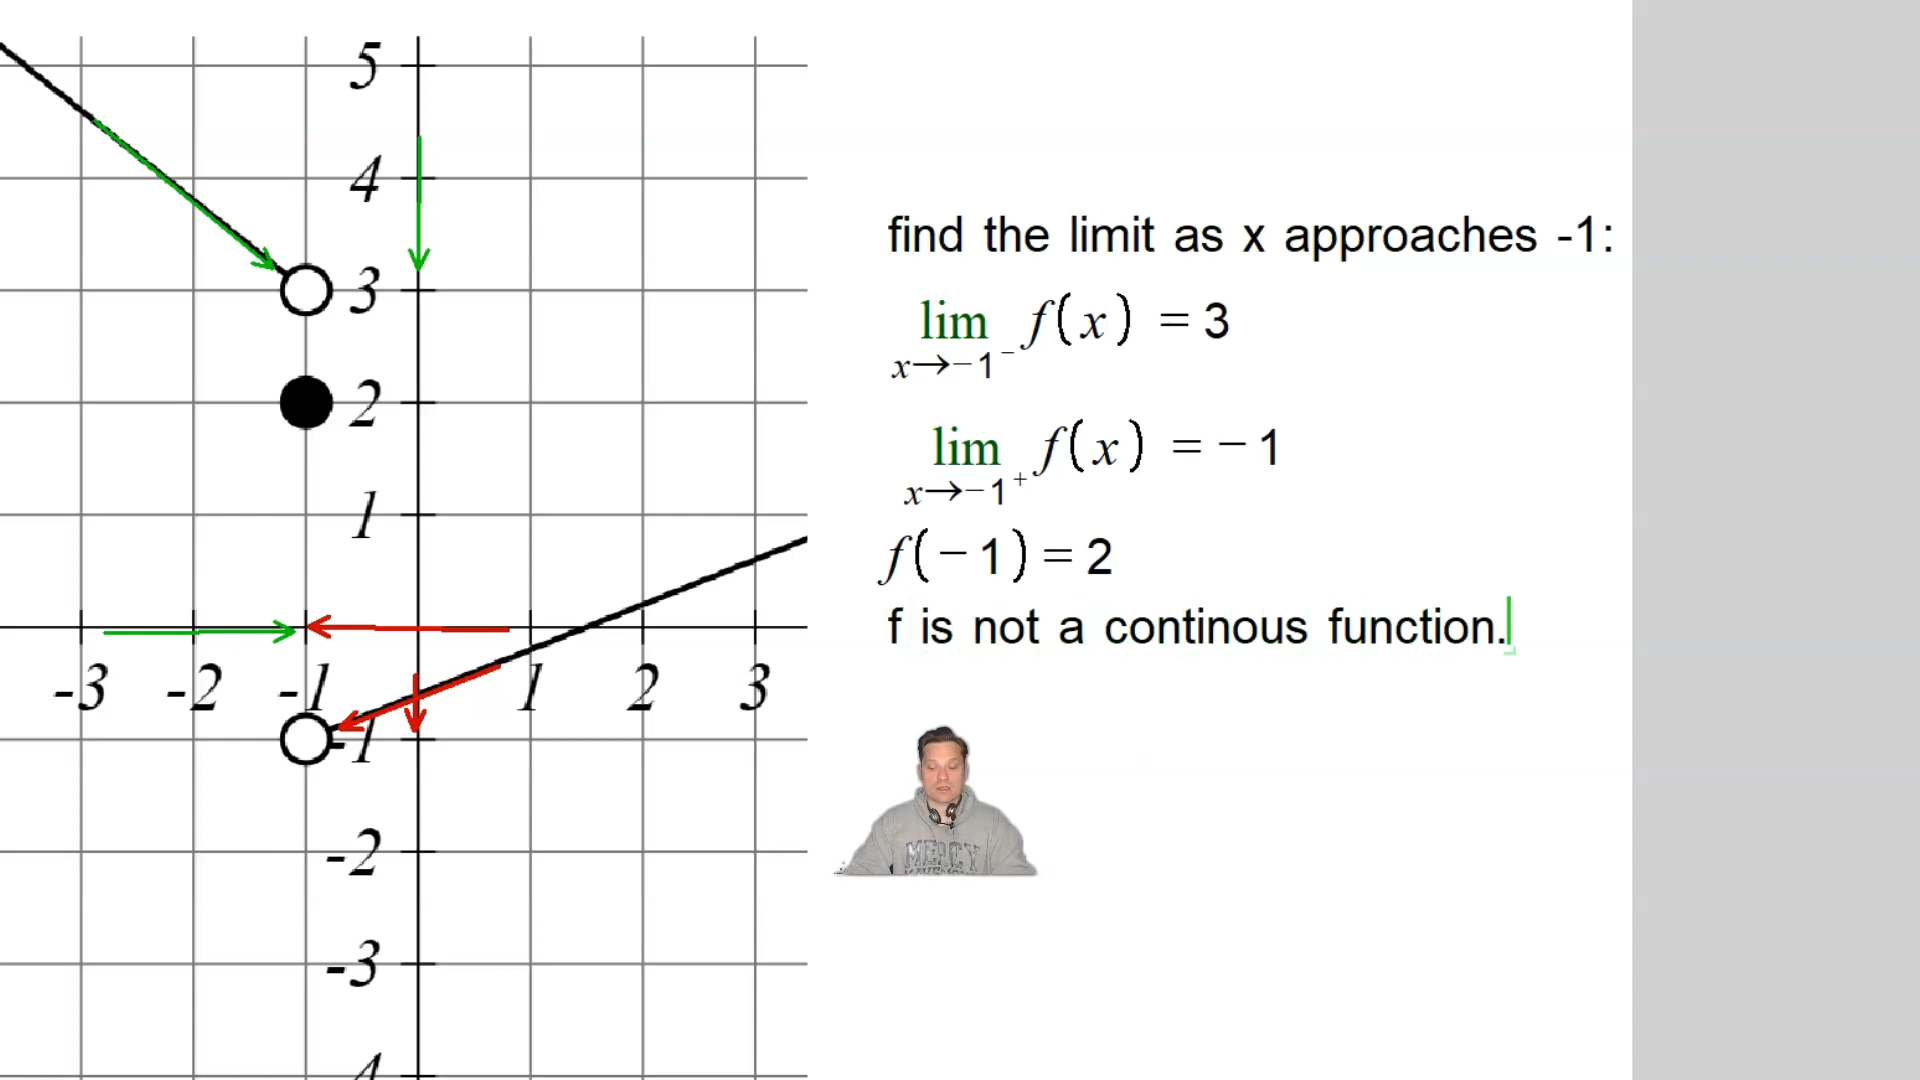 5
4
3
2
1
-3 -2 -1 1 2 3
-1
-2
-3
find the limit as x approaches -1:
lim f(x) = 3
x→-1⁻
lim f(x) = -1
x→-1⁺
f(-1) = 2
f is not a continous function.
MERCY